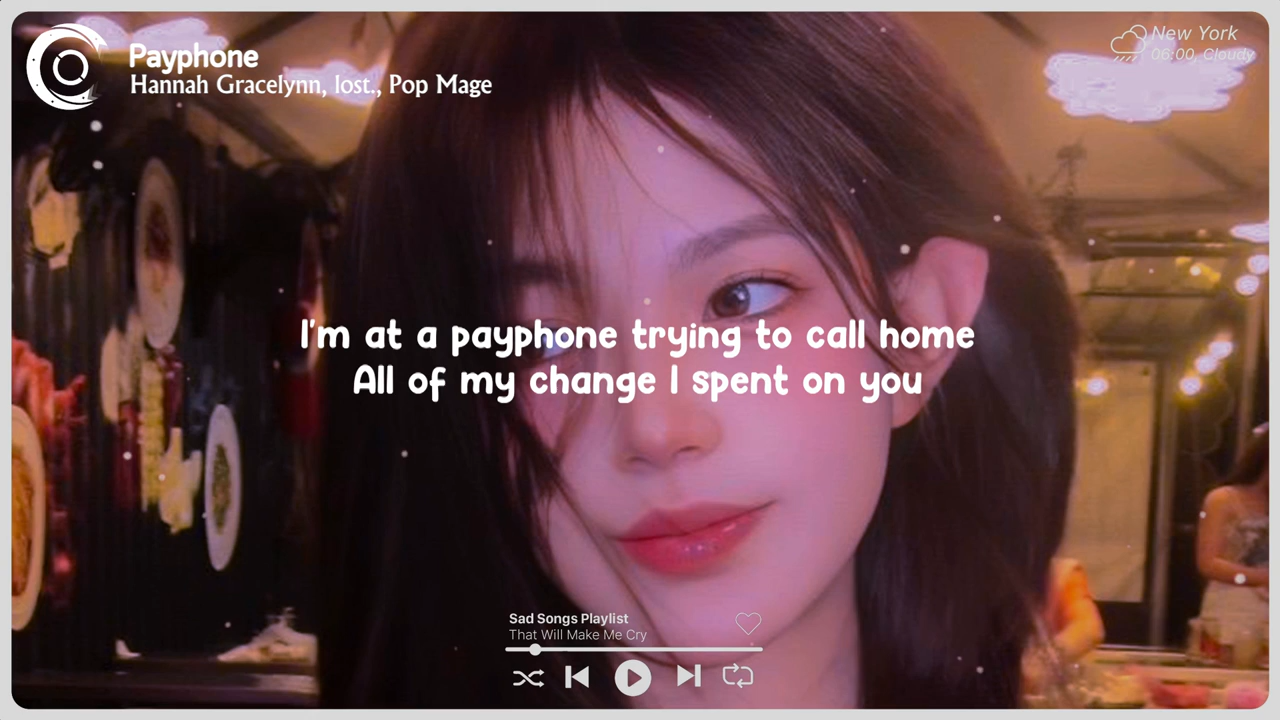 Payphone
Hannah Gracelynn, lost., Pop Mage
New York
06:00, Cloudy
I'm at a payphone trying to call home
All of my change I spent on you
Sad Songs Playlist
That Will Make Me Cry